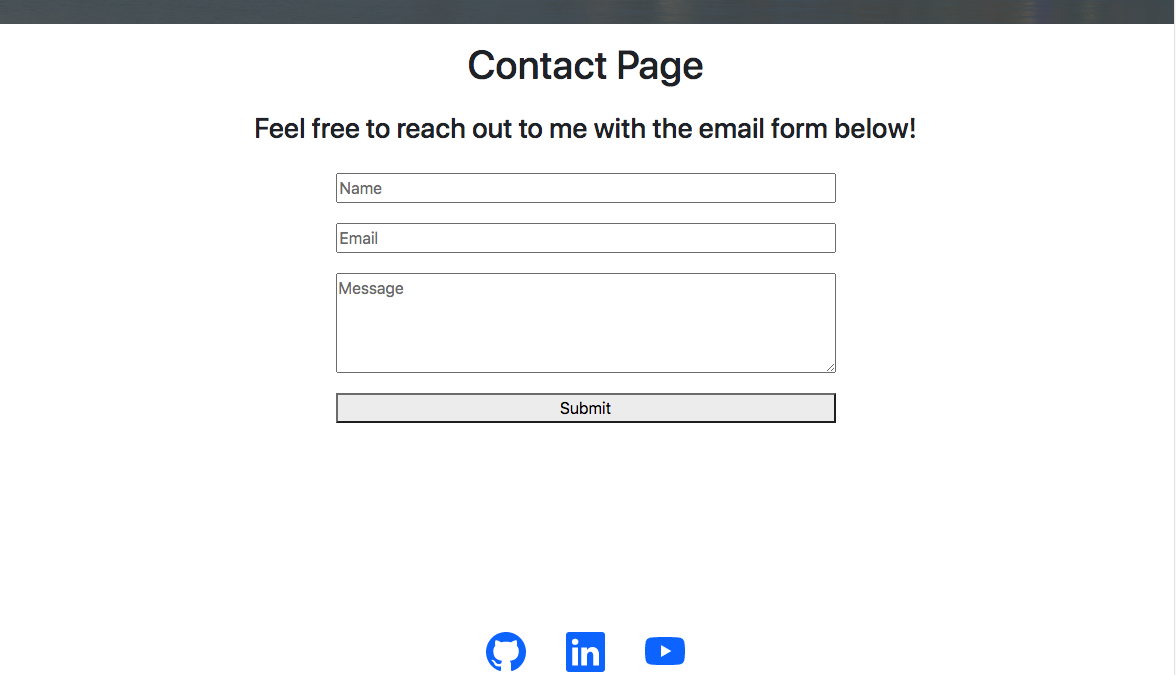 Contact Page
Feel free to reach out to me with the email form below!
Name
Email
Message
Submit
in